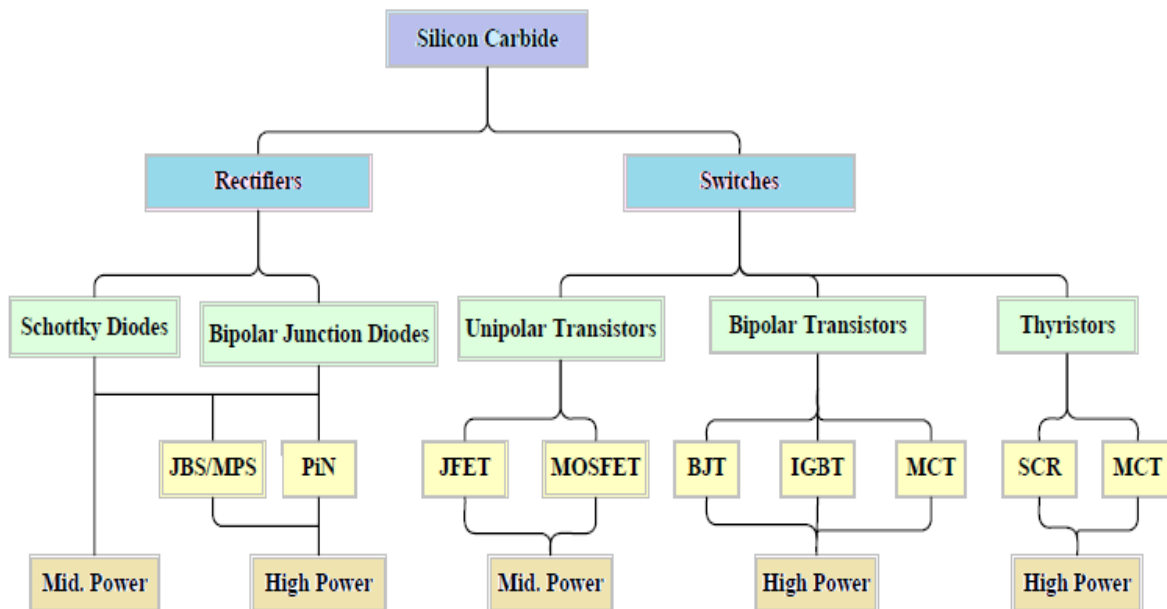 Silicon Carbide
Rectifiers
Switches
Schottky Diodes
Bipolar Junction Diodes
Unipolar Transistors
Bipolar Transistors
Thyristors
JBS/MPS
PiN
JFET
MOSFET
BJT
IGBT
MCT
SCR
MCT
Mid. Power
High Power
Mid. Power
High Power
High Power